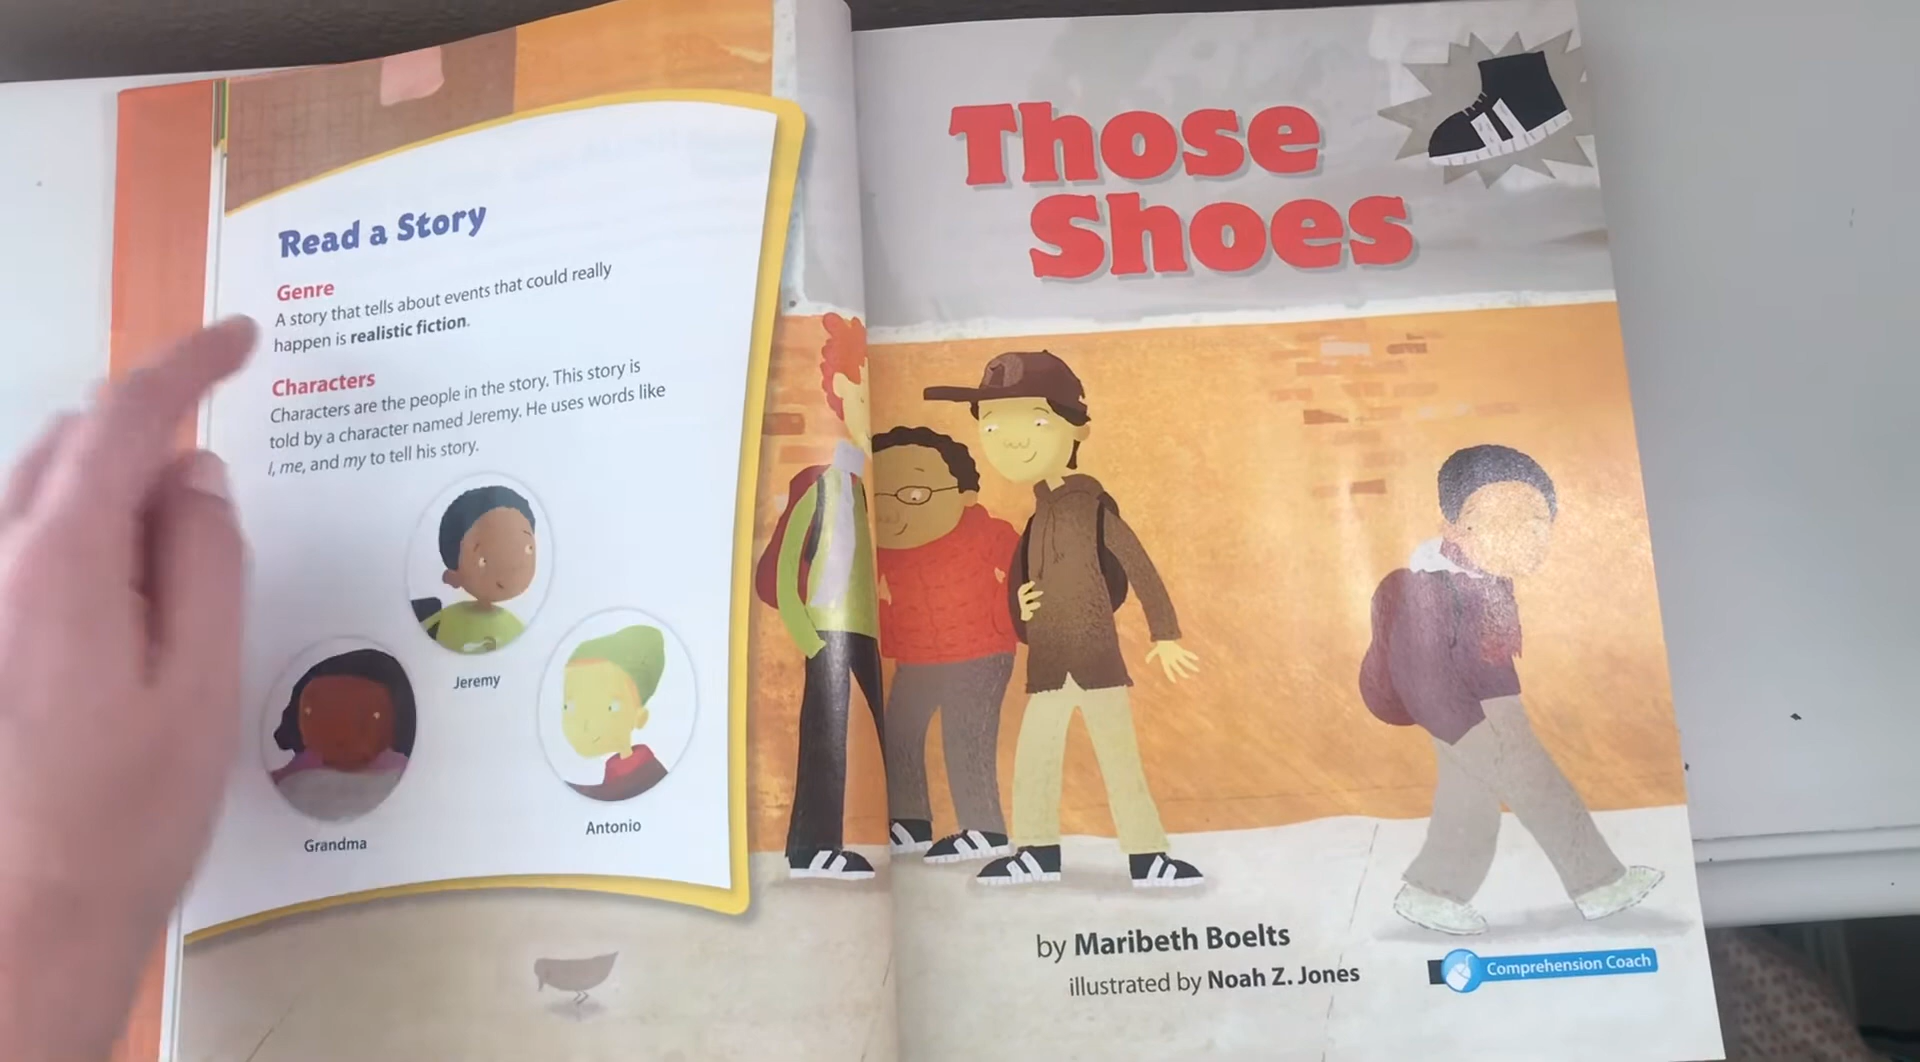 Read a Story
Genre
A story that tells about events that could really
happen is realistic fiction.
Characters
Characters are the people in the story. This story is
told by a character named Jeremy. He uses words like
I, me, and my to tell his story.
Jeremy
Grandma
Antonio
Those
Shoes
by Maribeth Boelts
illustrated by Noah Z. Jones
Comprehension Coach